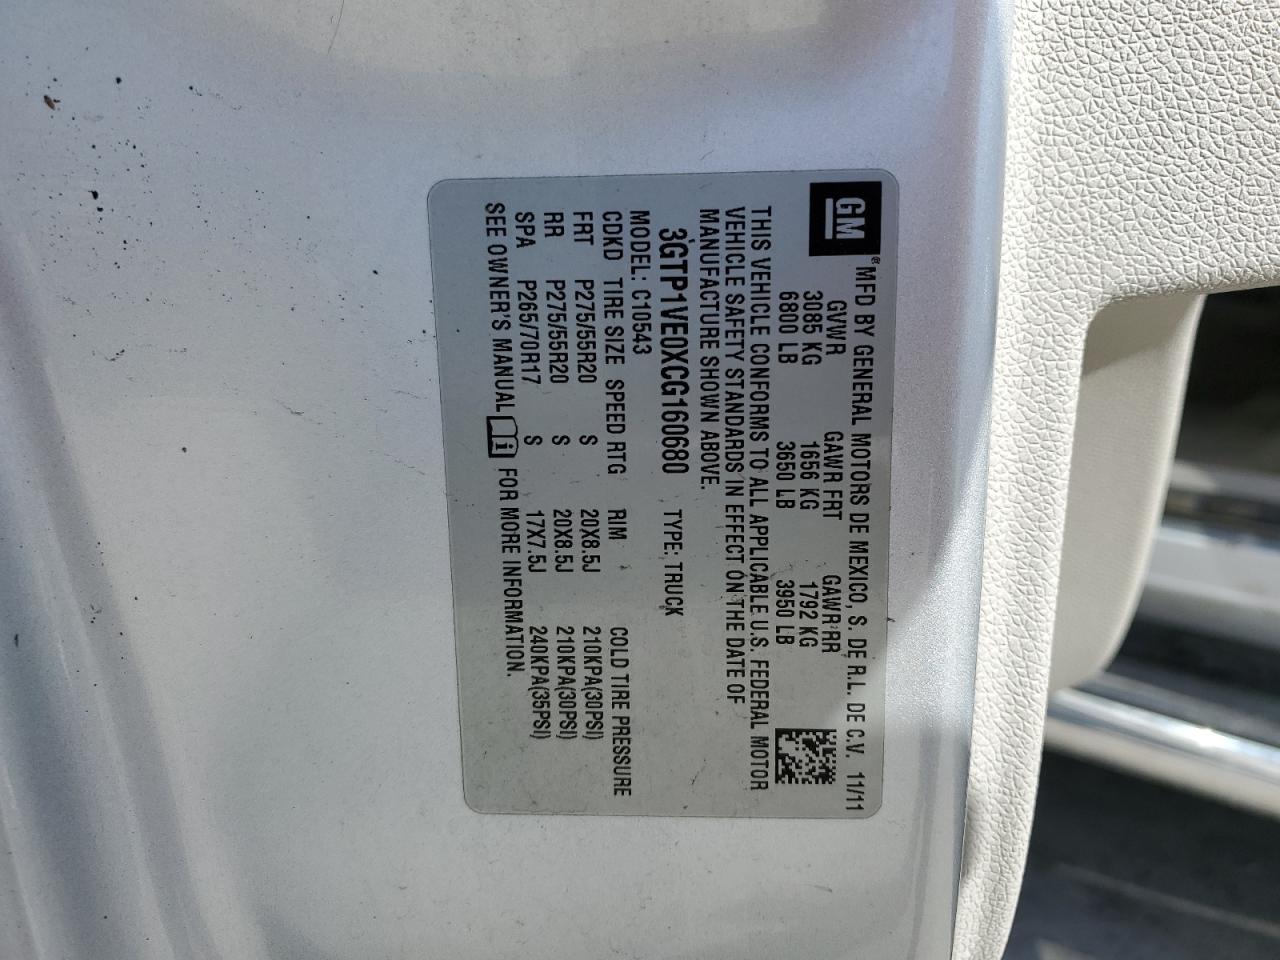 GM ® MFD BY GENERAL MOTORS DE MEXICO, S. DE R.L. DE C.V. 11/11
GVWR GAWR FRT GAWR RR
3085 KG 1656 KG 1792 KG
6800 LB 3650 LB 3950 LB
THIS VEHICLE CONFORMS TO ALL APPLICABLE U.S. FEDERAL MOTOR
VEHICLE SAFETY STANDARDS IN EFFECT ON THE DATE OF
MANUFACTURE SHOWN ABOVE.
3GTP1VE0XCG160680 TYPE: TRUCK
MODEL: C10543
CDKD TIRE SIZE SPEED RTG RIM COLD TIRE PRESSURE
FRT P275/55R20 S 20X8.5J 210KPA(30PSI)
RR P275/55R20 S 20X8.5J 210KPA(30PSI)
SPA P265/70R17 S 17X7.5J 240KPA(35PSI)
SEE OWNER'S MANUAL i FOR MORE INFORMATION.